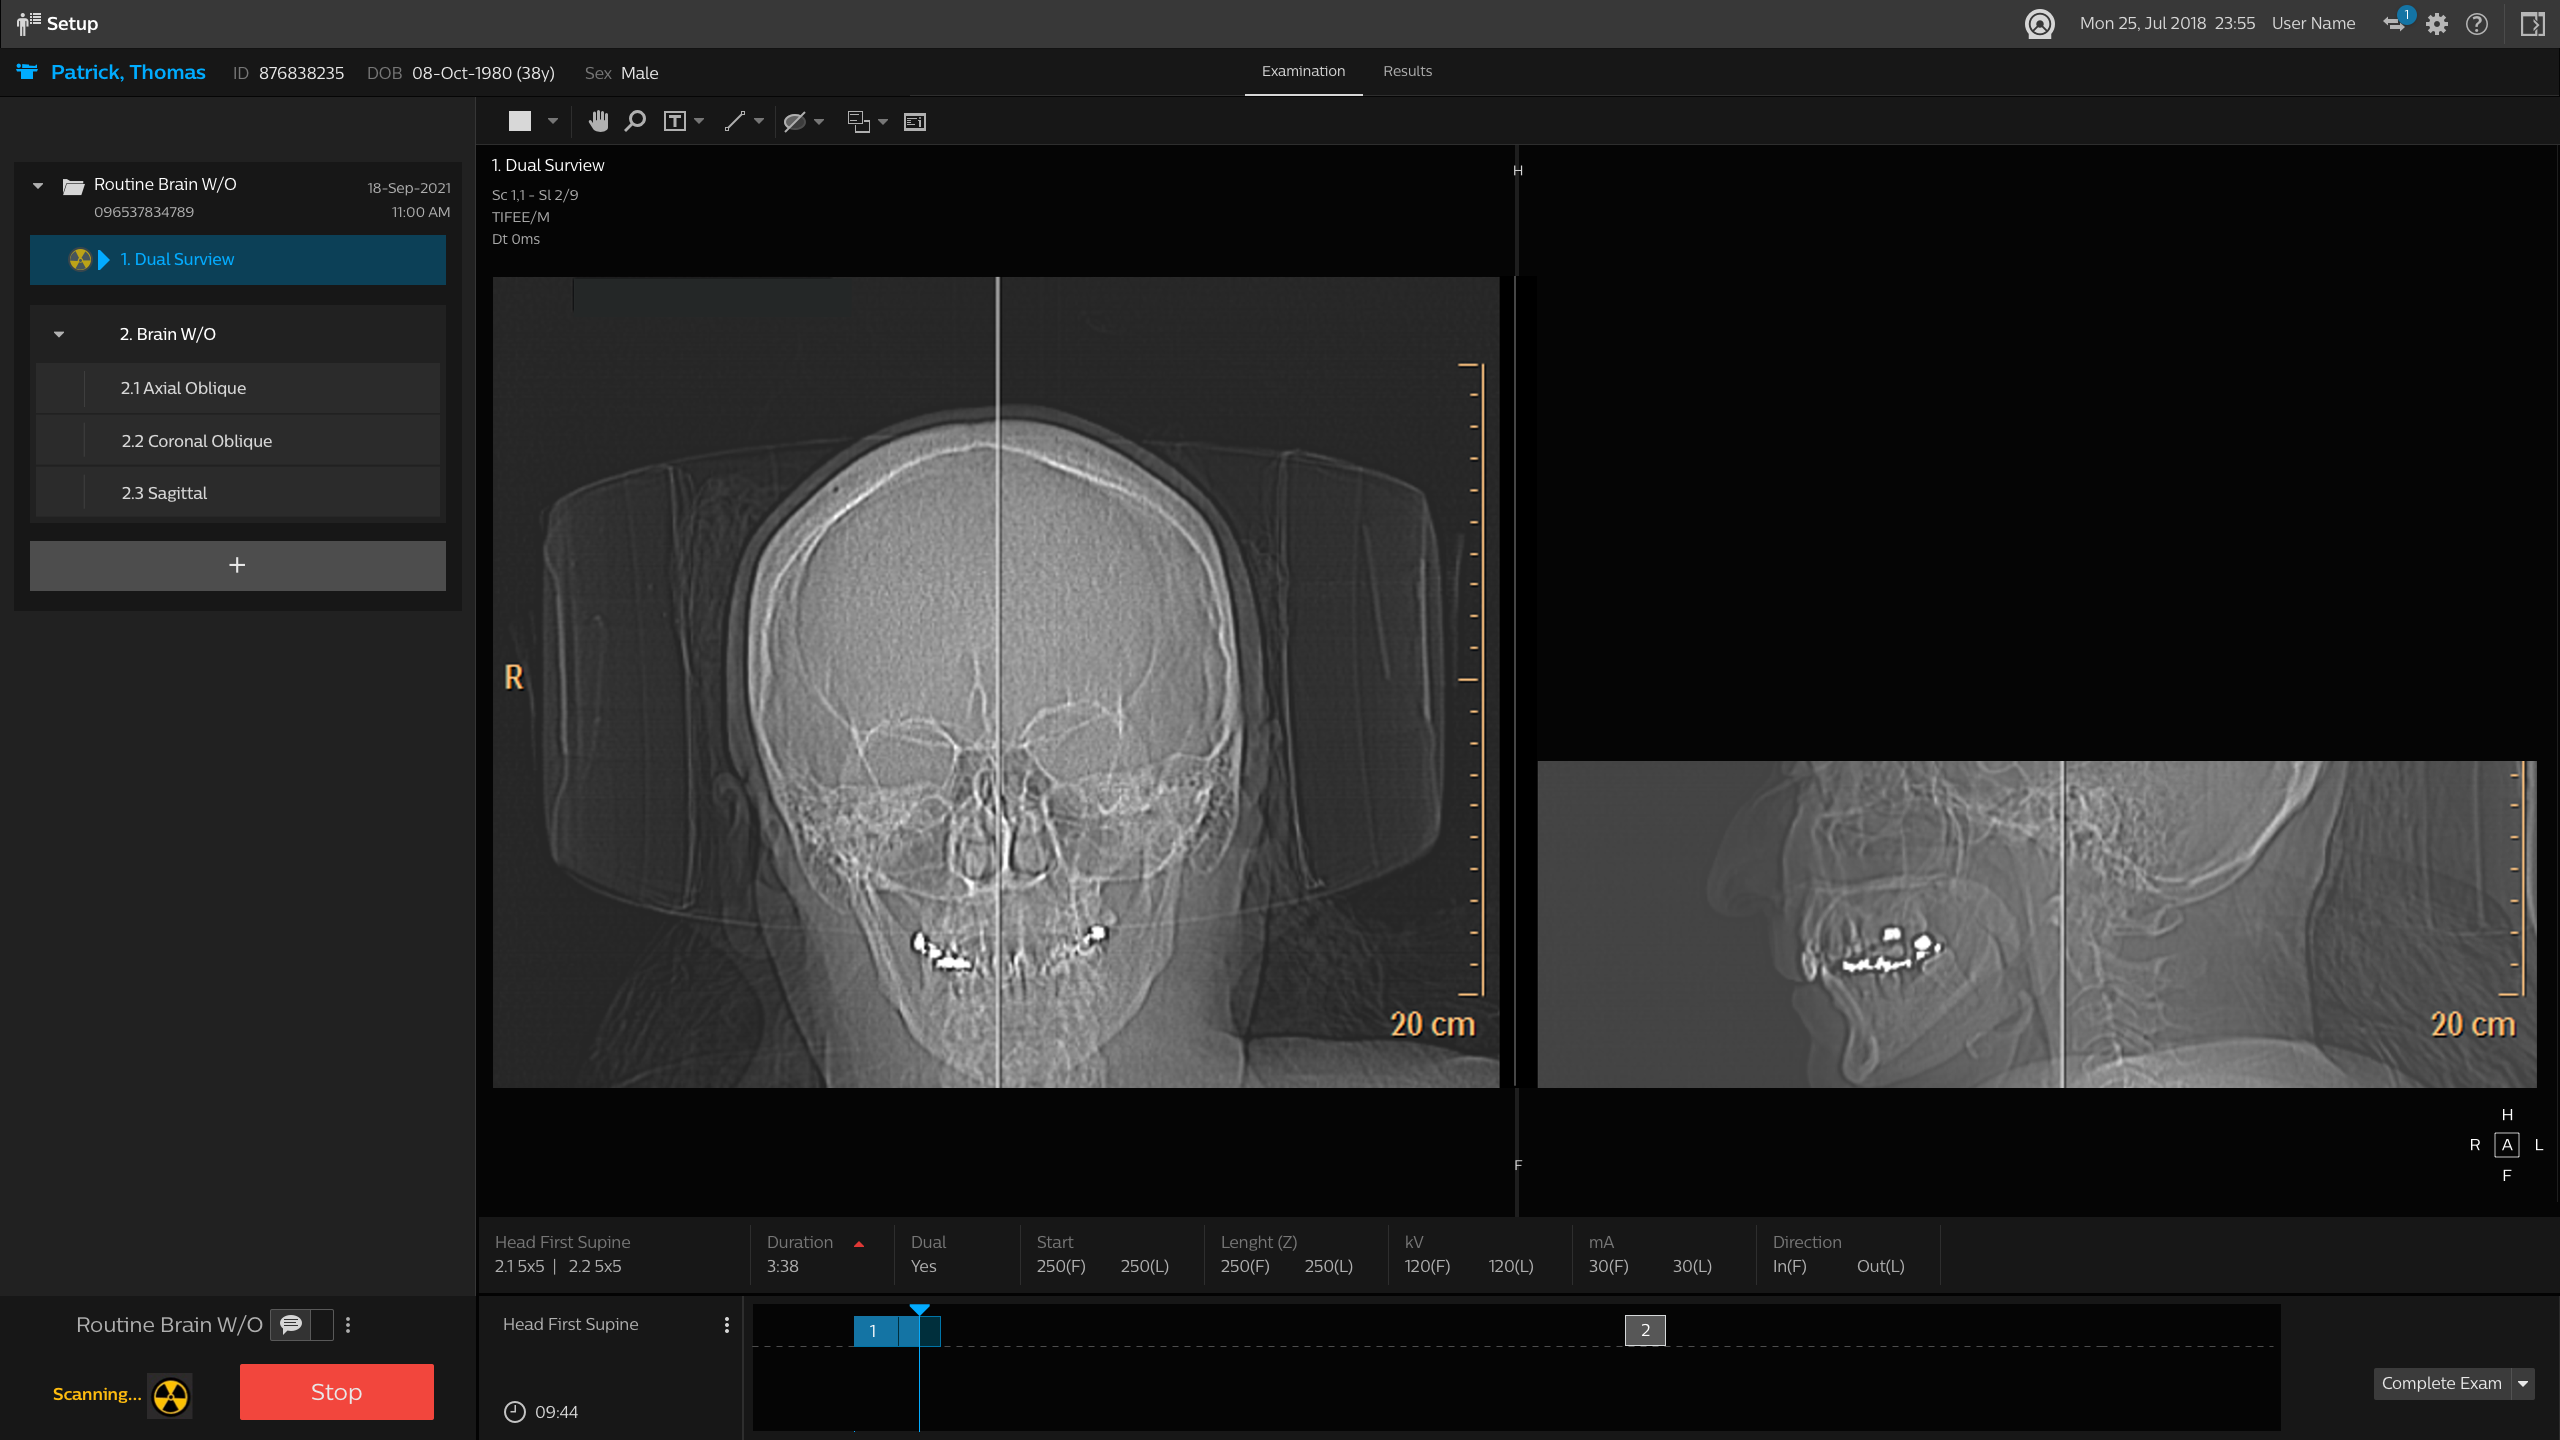 Setup
Mon 25, Jul 2018 23:55 User Name 1
Patrick, Thomas ID 876838235 DOB 08-Oct-1980 (38y) Sex Male
Examination Results
T
Routine Brain W/O 18-Sep-2021
096537834789 11:00 AM
1. Dual Surview
2. Brain W/O
2.1 Axial Oblique
2.2 Coronal Oblique
2.3 Sagittal
+
1. Dual Surview
Sc 1,1 - Sl 2/9
TIFEE/M
Dt 0ms
H
R
20 cm
20 cm
F
H
R A L
F
Head First Supine
2.1 5x5 | 2.2 5x5
Duration
3:38
Dual
Yes
Start
250(F) 250(L)
Lenght (Z)
250(F) 250(L)
kV
120(F) 120(L)
mA
30(F) 30(L)
Direction
In(F) Out(L)
Routine Brain W/O
Scanning...
Stop
Head First Supine
09:44
1
2
Complete Exam